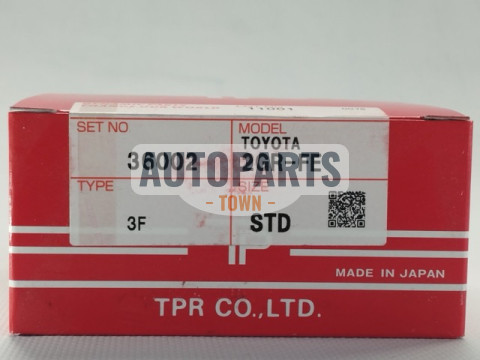 SET NO MODEL
TOYOTA
36002 2GR-FE
AUTOPARTS
TYPE SIZE
- TOWN -
3F STD
MADE IN JAPAN
TPR CO.,LTD.